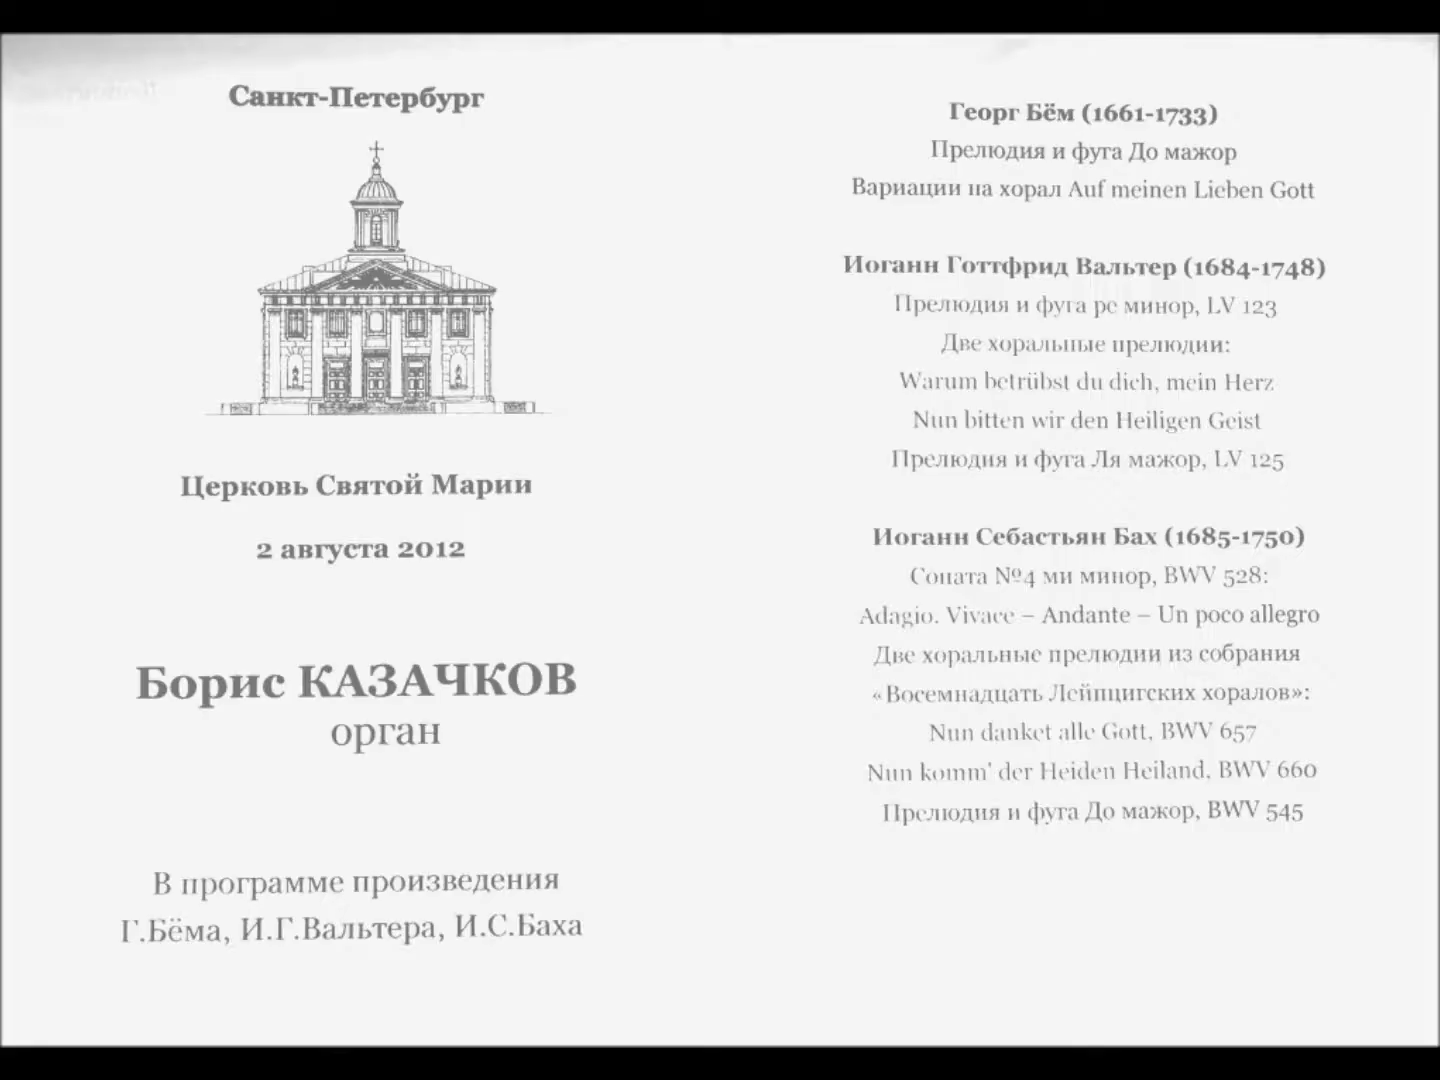 Санкт-Петербург
Церковь Святой Марии
2 августа 2012
Борис КАЗАЧКОВ
орган
В программе произведения
Г.Бёма, И.Г.Вальтера, И.С.Баха
Георг Бём (1661-1733)
Прелюдия и фуга До мажор
Вариации на хорал Auf meinen Lieben Gott
Иоганн Готтфрид Вальтер (1684-1748)
Прелюдия и фуга ре минор, LV 123
Две хоральные прелюдии:
Warum betrübst du dich, mein Herz
Nun bitten wir den Heiligen Geist
Прелюдия и фуга Ля мажор, LV 125
Иоганн Себастьян Бах (1685-1750)
Соната №4 ми минор, BWV 528:
Adagio. Vivace – Andante – Un poco allegro
Две хоральные прелюдии из собрания
«Восемнадцать Лейпцигских хоралов»:
Nun danket alle Gott, BWV 657
Nun komm' der Heiden Heiland, BWV 660
Прелюдия и фуга До мажор, BWV 545